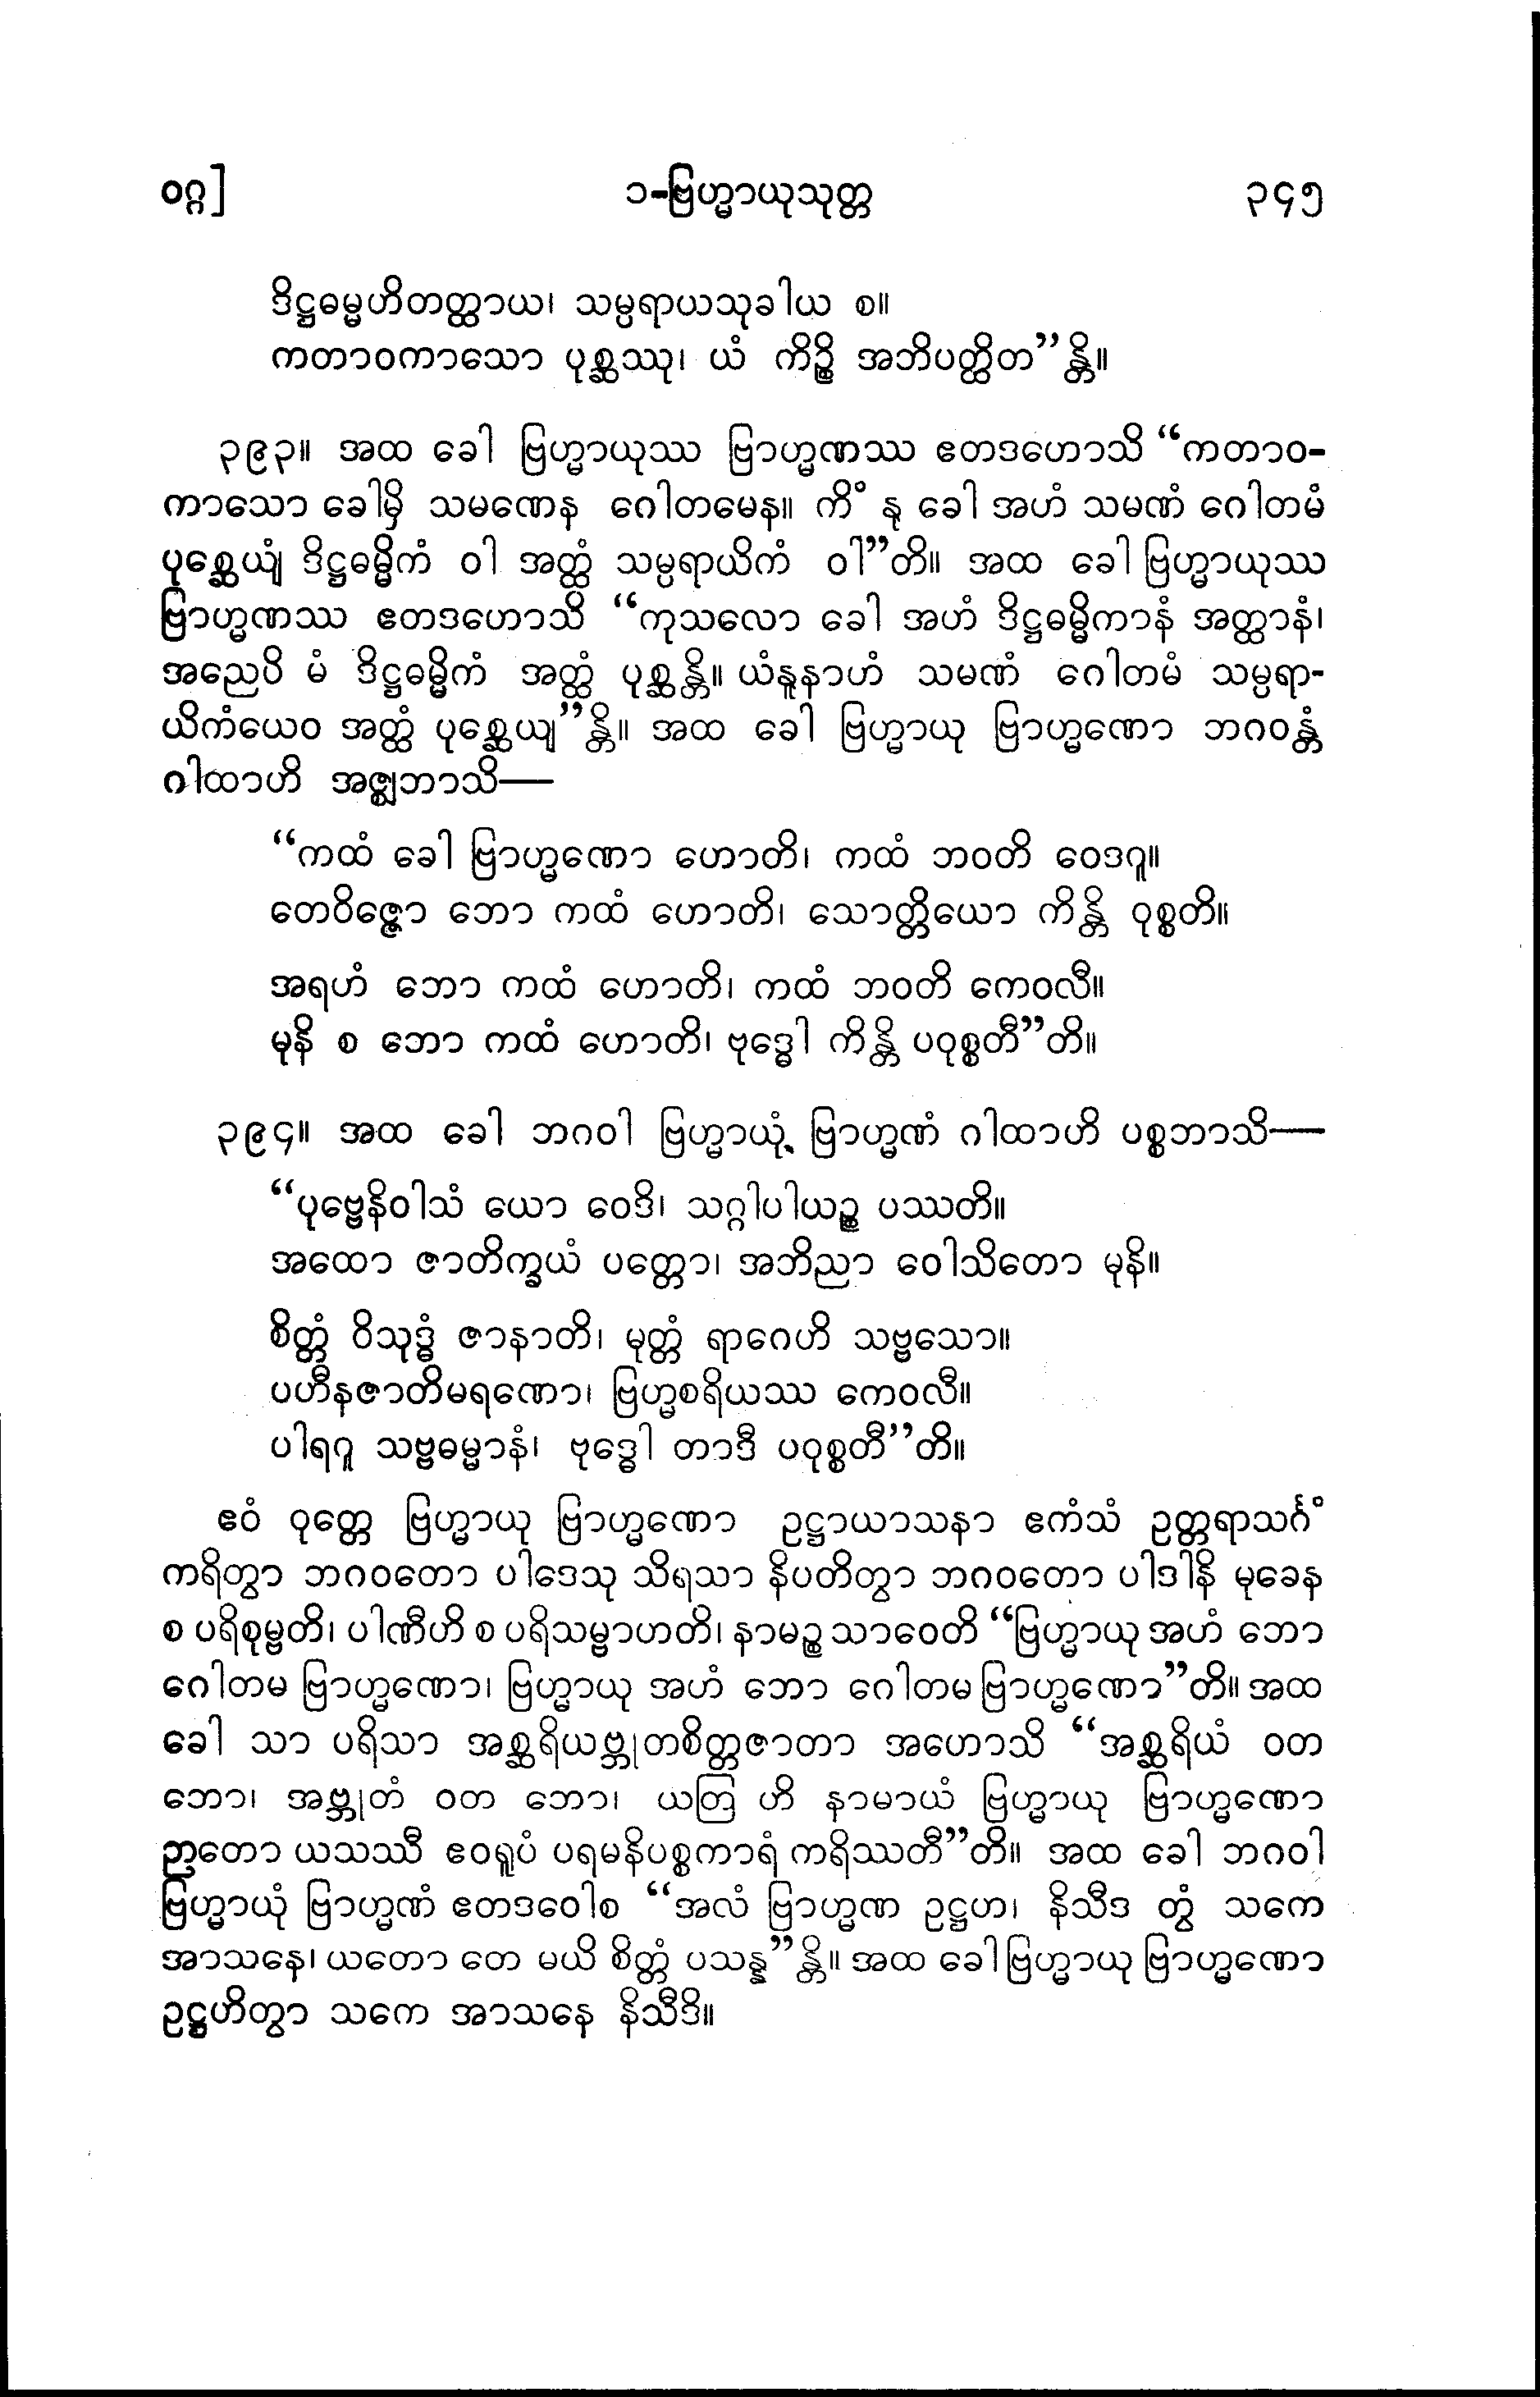 ဝဂ္ဂ] ၁-ဗြဟ္မာယုသုတ္တ ၃၄၅
ဒိဋ္ဌဓမ္မဟိတတ္ထာယ၊ သမ္ပရာယသုခါယ စ။
ကတာဝကာသော ပုစ္ဆဿု၊ ယံ ကိဉ္စိ အဘိပတ္ထိတ”န္တိ။
၃၉၃။ အထ ခေါ ဗြဟ္မာယုဿ ဗြာဟ္မဏဿ ဧတဒဟောသိ “ကတာဝ-
ကာသော ခေါမှိ သမဏေန ဂေါတမေန။ ကိံ နု ခေါ အဟံ သမဏံ ဂေါတမံ
ပုစ္ဆေယျံ ဒိဋ္ဌဓမ္မိကံ ဝါ အတ္ထံ သမ္ပရာယိကံ ဝါ”တိ။ အထ ခေါ ဗြဟ္မာယုဿ
ဗြာဟ္မဏဿ ဧတဒဟောသိ “ကုသလော ခေါ အဟံ ဒိဋ္ဌဓမ္မိကာနံ အတ္ထာနံ၊
အညေပိ မံ ဒိဋ္ဌဓမ္မိကံ အတ္ထံ ပုစ္ဆန္တိ။ ယံနူနာဟံ သမဏံ ဂေါတမံ သမ္ပရာ-
ယိကံယေဝ အတ္ထံ ပုစ္ဆေယျ”န္တိ။ အထ ခေါ ဗြဟ္မာယု ဗြာဟ္မဏော ဘဂဝန္တံ
ဂါထာဟိ အဇ္ဈဘာသိ—
“ကထံ ခေါ ဗြာဟ္မဏော ဟောတိ၊ ကထံ ဘဝတိ ဝေဒဂူ။
တေဝိဇ္ဇော ဘော ကထံ ဟောတိ၊ သောတ္တိယော ကိန္တိ ဝုစ္စတိ။
အရဟံ ဘော ကထံ ဟောတိ၊ ကထံ ဘဝတိ ကေဝလီ။
မုနိ စ ဘော ကထံ ဟောတိ၊ ဗုဒ္ဓေါ ကိန္တိ ပဝုစ္စတီ”တိ။
၃၉၄။ အထ ခေါ ဘဂဝါ ဗြဟ္မာယုံ့ ဗြာဟ္မဏံ ဂါထာဟိ ပစ္စဘာသိ—
“ပုဗ္ဗေနိဝါသံ ယော ဝေဒိ၊ သဂ္ဂါပါယဉ္စ ပဿတိ။
အထော ဇာတိက္ခယံ ပတ္တော၊ အဘိညာ ဝေါသိတော မုနိ။
စိတ္တံ ဝိသုဒ္ဓံ ဇာနာတိ၊ မုတ္တံ ရာဂေဟိ သဗ္ဗသော။
ပဟီနဇာတိမရဏော၊ ဗြဟ္မစရိယဿ ကေဝလီ။
ပါရဂူ သဗ္ဗဓမ္မာနံ၊ ဗုဒ္ဓေါ တာဒီ ပဝုစ္စတီ”တိ။
ဧဝံ ဝုတ္တေ ဗြဟ္မာယု ဗြာဟ္မဏော ဥဋ္ဌာယာသနာ ဧကံသံ ဥတ္တရာသင်္ဂံ
ကရိတွာ ဘဂဝတော ပါဒေသု သိရသာ နိပတိတွာ ဘဂဝတော ပါဒါနိ မုခေန
စ ပရိစုမ္ဗတိ၊ ပါဏီဟိ စ ပရိသမ္ဗာဟတိ၊ နာမဉ္စ သာဝေတိ “ဗြဟ္မာယု အဟံ ဘော
ဂေါတမ ဗြာဟ္မဏော၊ ဗြဟ္မာယု အဟံ ဘော ဂေါတမ ဗြာဟ္မဏော”တိ။ အထ
ခေါ သာ ပရိသာ အစ္ဆရိယဗ္ဘုတစိတ္တဇာတာ အဟောသိ “အစ္ဆရိယံ ဝတ
ဘော၊ အဗ္ဘုတံ ဝတ ဘော၊ ယတြ ဟိ နာမာယံ ဗြဟ္မာယု ဗြာဟ္မဏော
ဉာတော ယသဿီ ဧဝရူပံ ပရမနိပစ္စကာရံ ကရိဿတီ”တိ။ အထ ခေါ ဘဂဝါ
ဗြဟ္မာယုံ ဗြာဟ္မဏံ ဧတဒဝေါစ “အလံ ဗြာဟ္မဏ ဥဋ္ဌဟ၊ နိသီဒ တွံ သကေ
အာသနေ၊ ယတော တေ မယိ စိတ္တံ ပသန္န”န္တိ။ အထ ခေါ ဗြဟ္မာယု ဗြာဟ္မဏော
ဥဋ္ဌဟိတွာ သကေ အာသနေ နိသီဒိ။